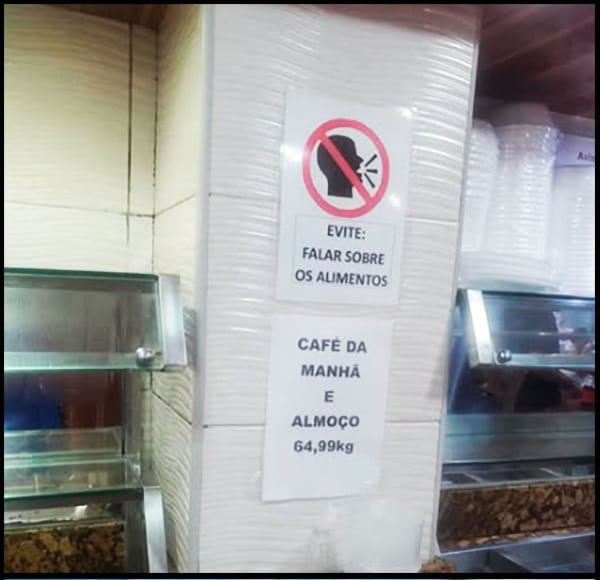 EVITE:
FALAR SOBRE
OS ALIMENTOS
CAFÉ DA
MANHÃ
E
ALMOÇO
64,99kg